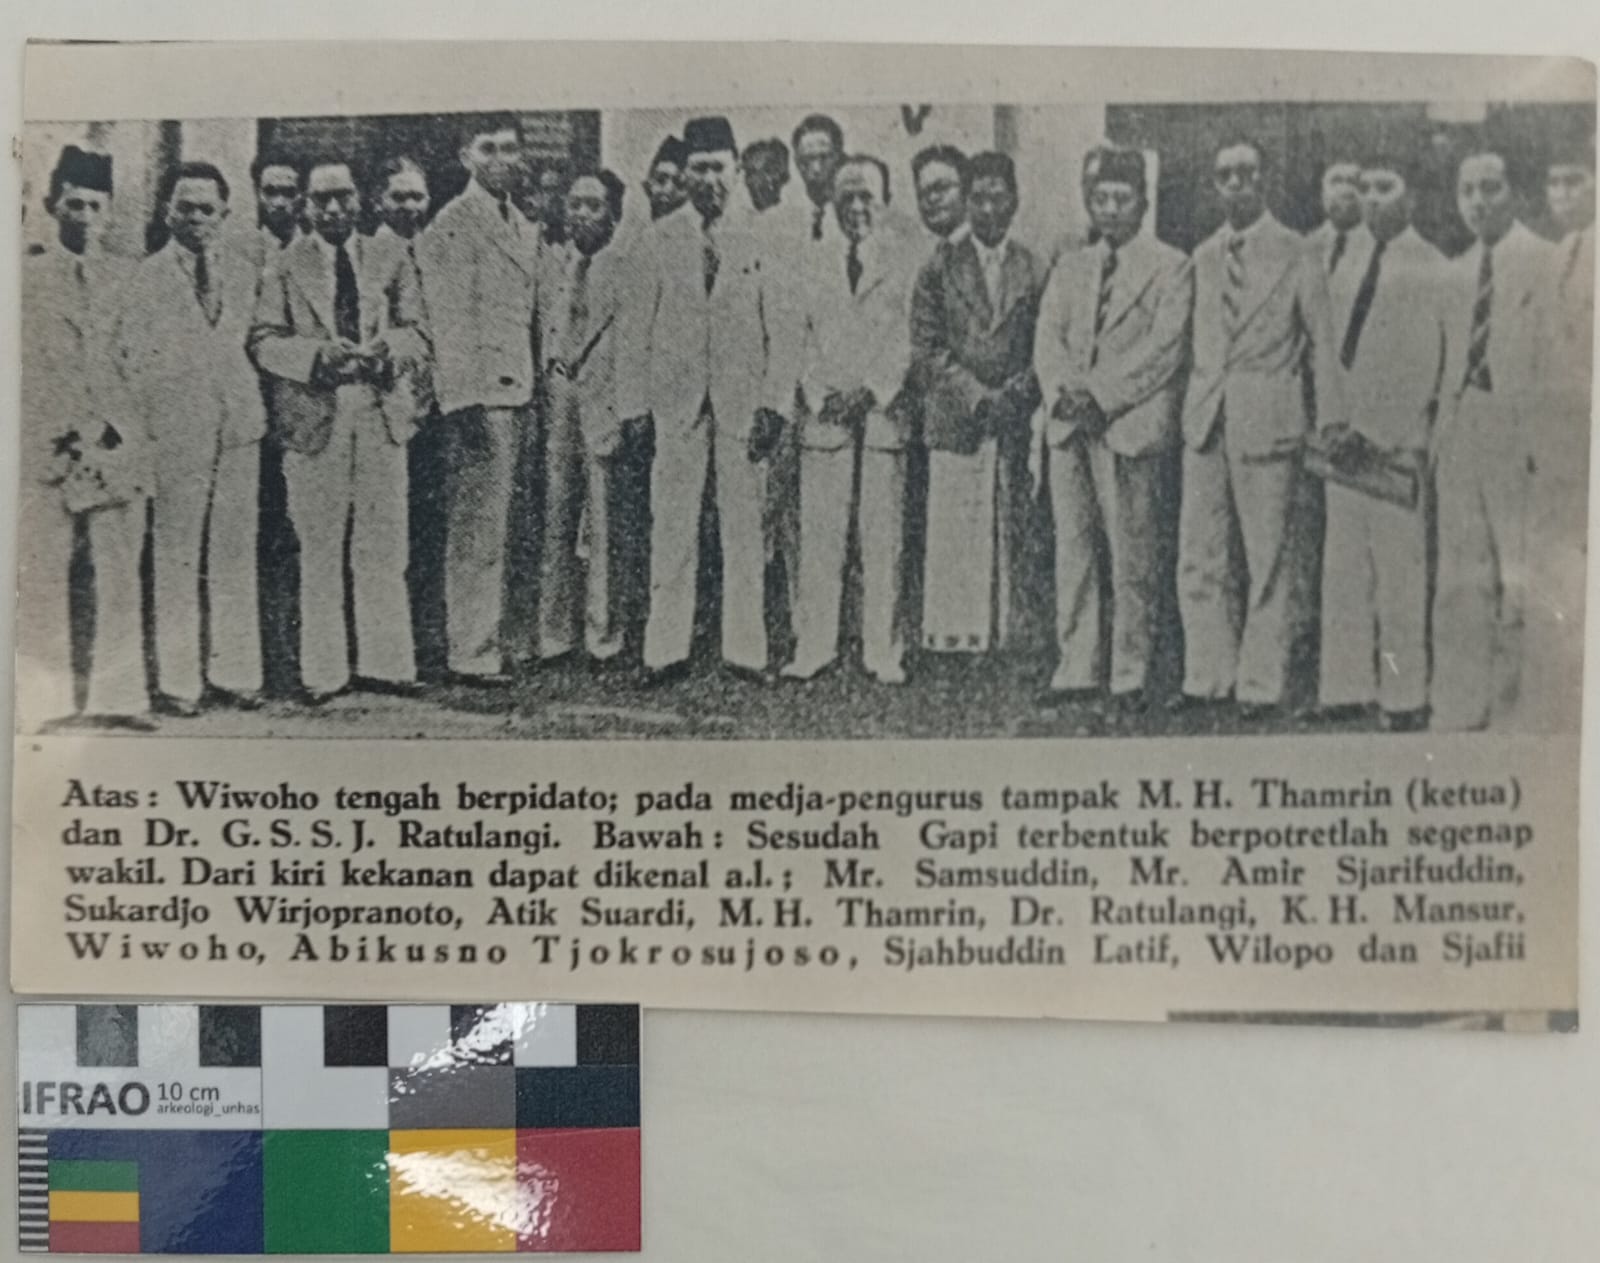 Atas : Wiwoho tengah berpidato; pada medja-pengurus tampak M. H. Thamrin (ketua)
dan Dr. G. S. S. J. Ratulangi. Bawah : Sesudah Gapi terbentuk berpotretlah segenap
wakil. Dari kiri kekanan dapat dikenal a.l. ; Mr. Samsuddin, Mr. Amir Sjarifuddin,
Sukardjo Wirjopranoto, Atik Suardi, M. H. Thamrin, Dr. Ratulangi, K. H. Mansur,
Wiwoho, Abikusno Tjokrosujoso, Sjahbuddin Latif, Wilopo dan Sjafii
IFRAO 10 cm
arkeologi_unhas